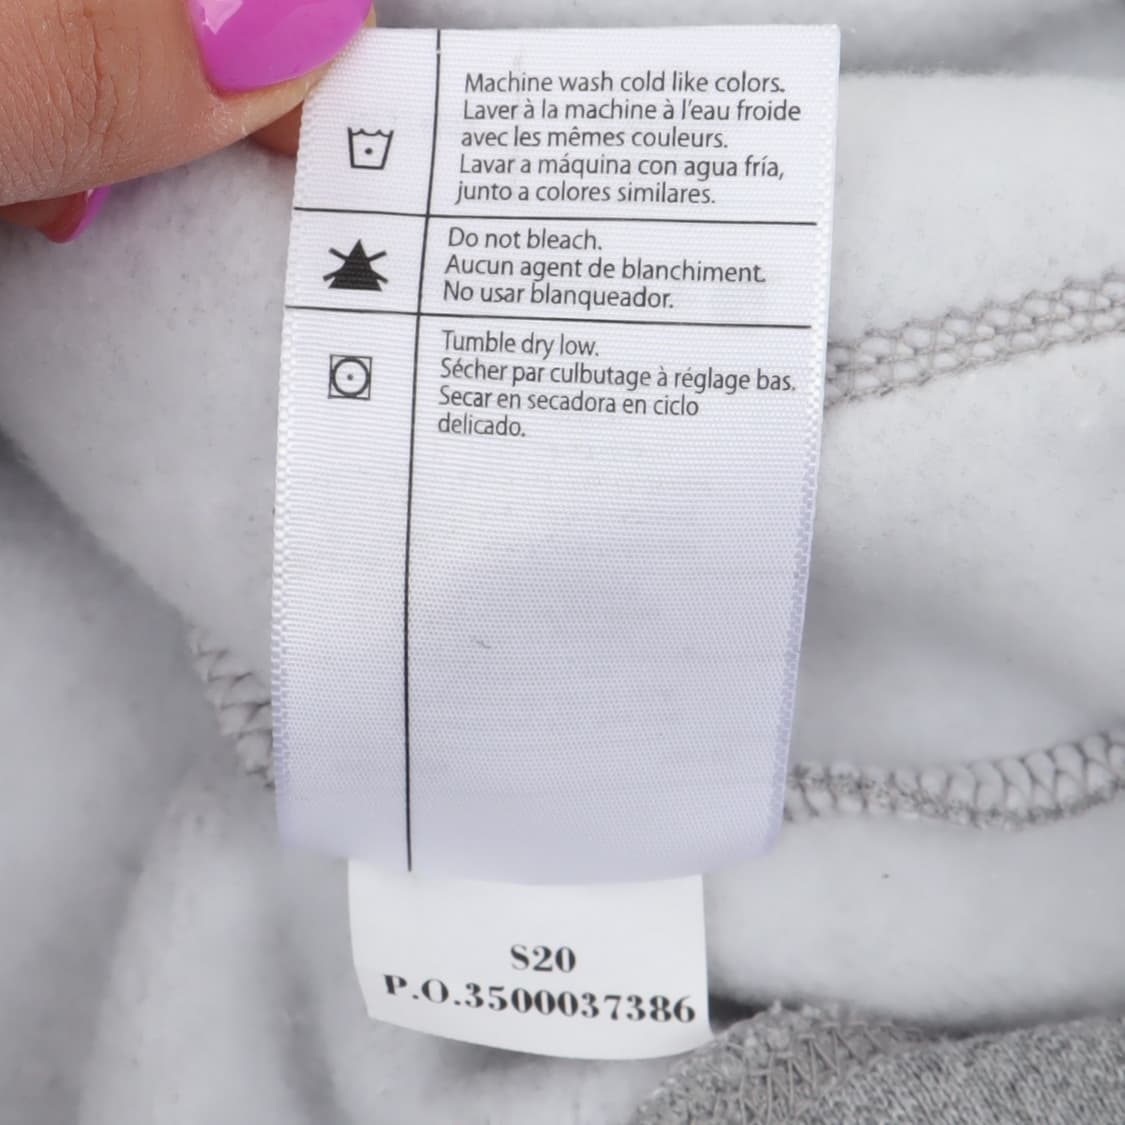 Machine wash cold like colors.
Laver à la machine à l'eau froide
avec les mêmes couleurs.
Lavar a máquina con agua fría,
junto a colores similares.
Do not bleach.
Aucun agent de blanchiment.
No usar blanqueador.
Tumble dry low.
Sécher par culbutage à réglage bas.
Secar en secadora en ciclo
delicado.
S20
P.O.3500037386